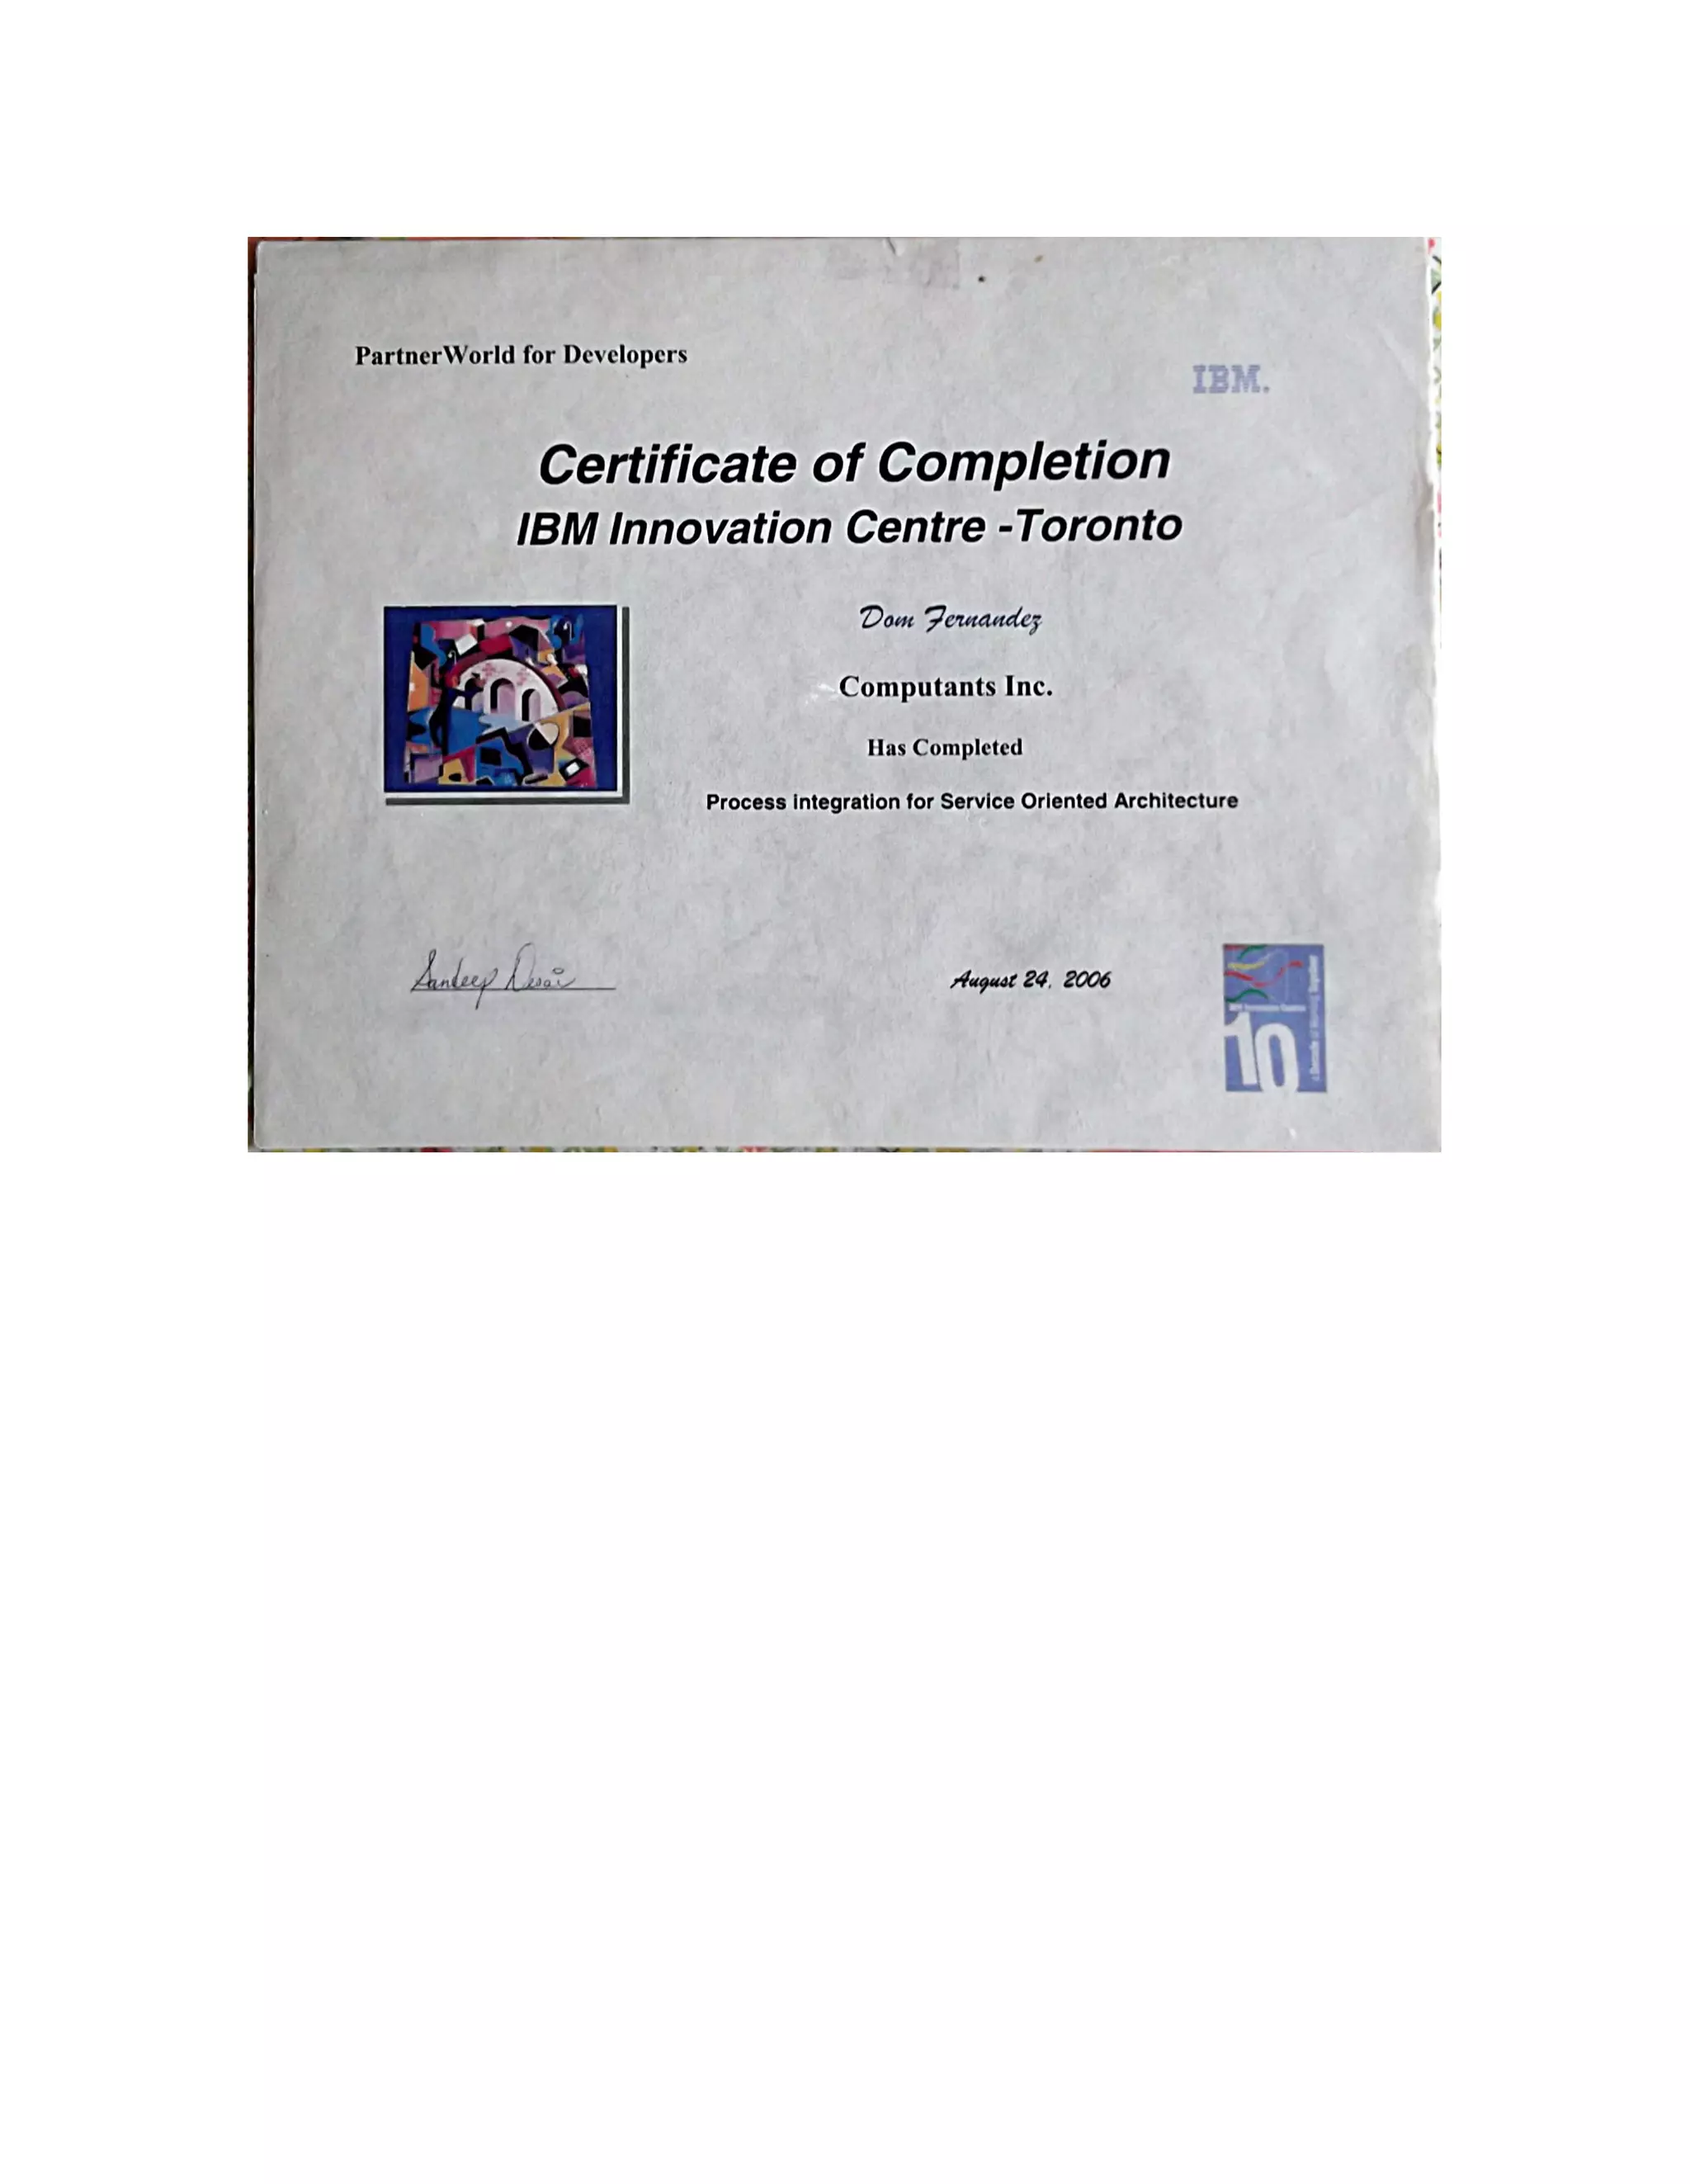 PartnerWorld for Developers
IBM.
Certificate of Completion
IBM Innovation Centre -Toronto
Dom Fernandez
Computants Inc.
Has Completed
Process integration for Service Oriented Architecture
Sandeep Desai
August 24, 2006
10